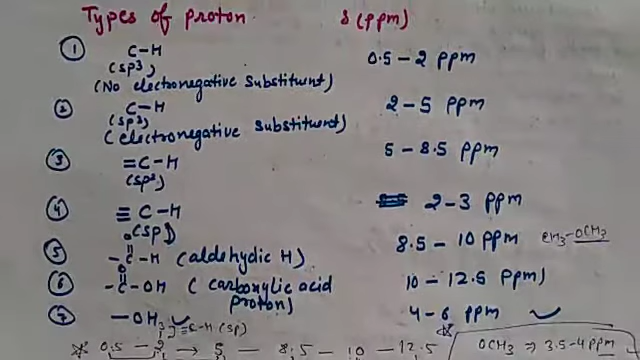 Types of proton δ (ppm)
① C-H 0.5 - 2 ppm
(sp3)
(No electronegative substituent)
② C-H 2-5 ppm
(sp3)
(electronegative substituent)
③ =C-H 5 - 8.5 ppm
(sp2)
④ ≡C-H 2-3 ppm
(sp)
⑤ O
-C-H (aldehydic H) 8.5 - 10 ppm CH3-OCH3
⑥ O
-C-OH (carboxylic acid proton) 10 - 12.5 ppm
⑦ -OH 4-6 ppm
≡C-H (sp)
* 0.5 - 2 → 5 - 8.5 - 10 - 12.5
OCH3 ⇒ 3.5-4 ppm